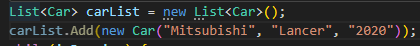 List<Car> carList = new List<Car>();
carList.Add(new Car("Mitsubishi", "Lancer", "2020"));